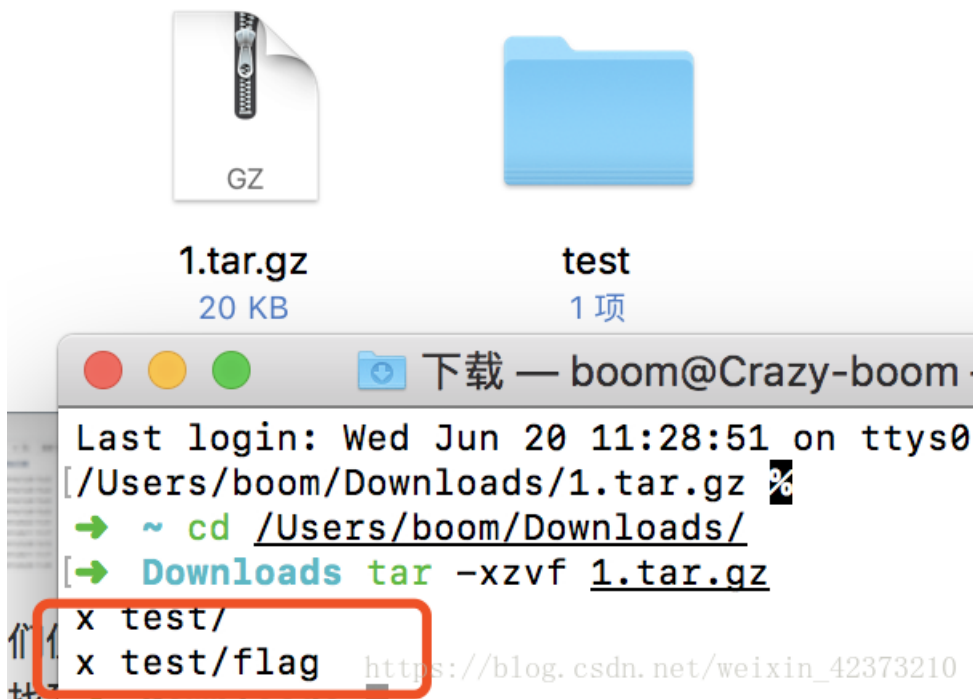 GZ
1.tar.gz
test
20 KB
1 项
下载 — boom@Crazy-boom
Last login: Wed Jun 20 11:28:51 on ttys0
[/Users/boom/Downloads/1.tar.gz %
➜ ~ cd /Users/boom/Downloads/
[➜ Downloads tar -xzvf 1.tar.gz
x test/
们
x test/flag
https://blog.csdn.net/weixin_42373210